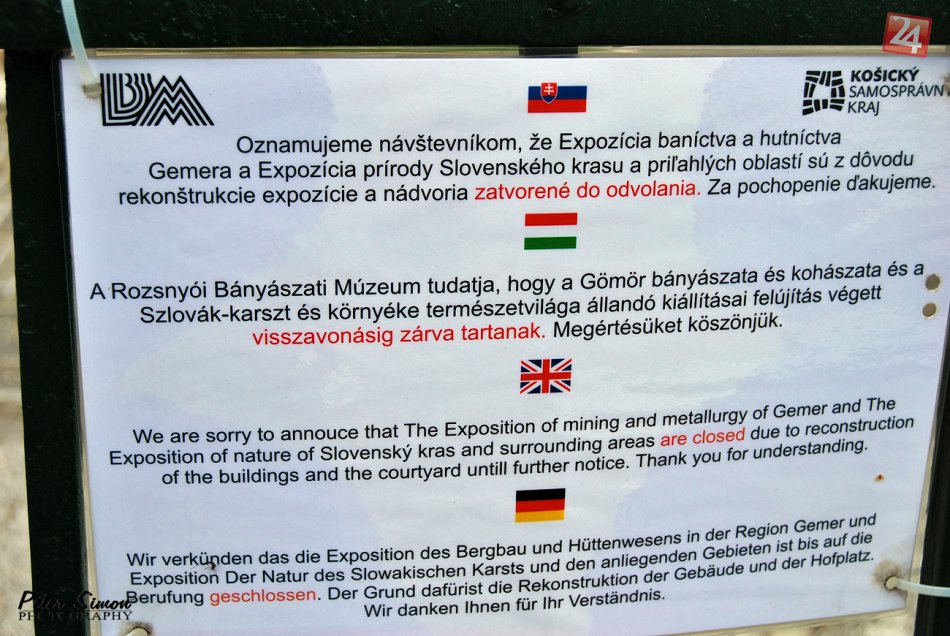 24
BM
KOŠICKÝ
SAMOSPRÁVN
KRAJ
Oznamujeme návštevníkom, že Expozícia baníctva a hutníctva
Gemera a Expozícia prírody Slovenského krasu a priľahlých oblastí sú z dôvodu
rekonštrukcie expozície a nádvoria zatvorené do odvolania. Za pochopenie ďakujeme.
A Rozsnyói Bányászati Múzeum tudatja, hogy a Gömör bányászata és kohászata és a
Szlovák-karszt és környéke természetvilága állandó kiállításai felújítás végett
visszavonásig zárva tartanak. Megértésüket köszönjük.
We are sorry to annouce that The Exposition of mining and metallurgy of Gemer and The
Exposition of nature of Slovenský kras and surrounding areas are closed due to reconstruction
of the buildings and the courtyard untill further notice. Thank you for understanding.
Wir verkünden das die Exposition des Bergbau und Hüttenwesens in der Region Gemer und
Exposition Der Natur des Slowakischen Karsts und den anliegenden Gebieten ist bis auf die
Berufung geschlossen. Der Grund dafürist die Rekonstruktion der Gebäude und der Hofplatz.
Wir danken Ihnen für Ihr Verständnis.
Peter Simon
PHOTOGRAPHY